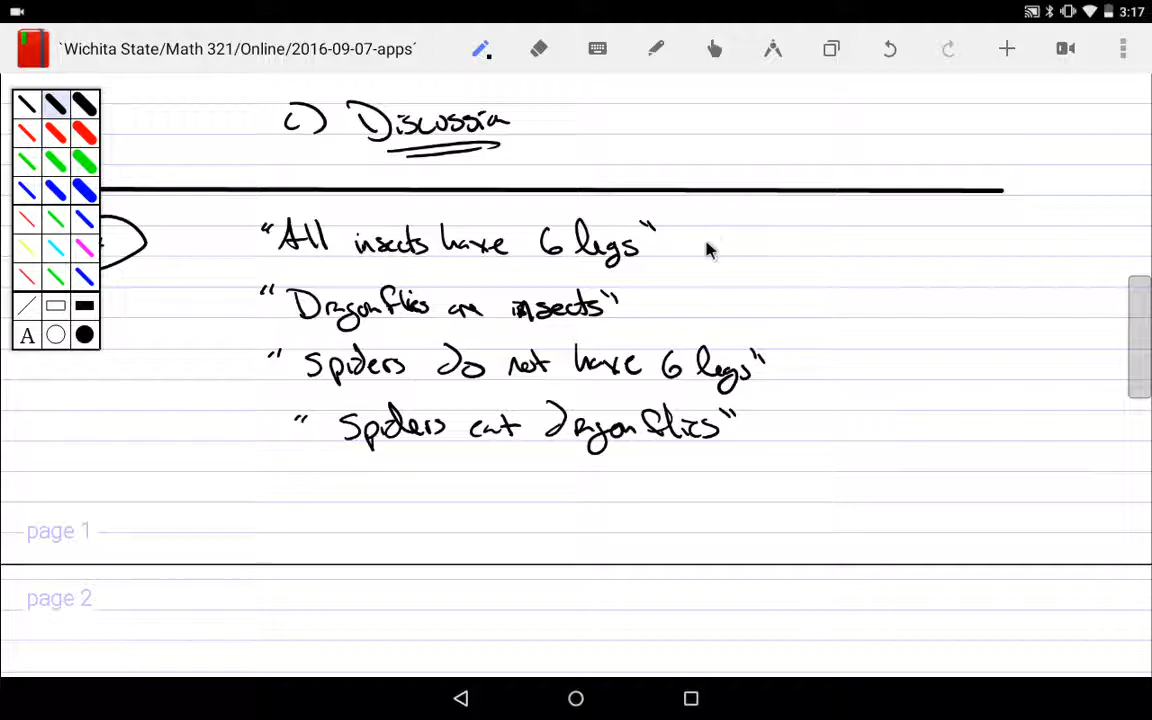 3:17
`Wichita State/Math 321/Online/2016-09-07-apps´
c) Discussion
"All insects have 6 legs"
"Dragonflies are insects"
"Spiders do not have 6 legs"
"Spiders eat dragonflies"
A
page 1
page 2